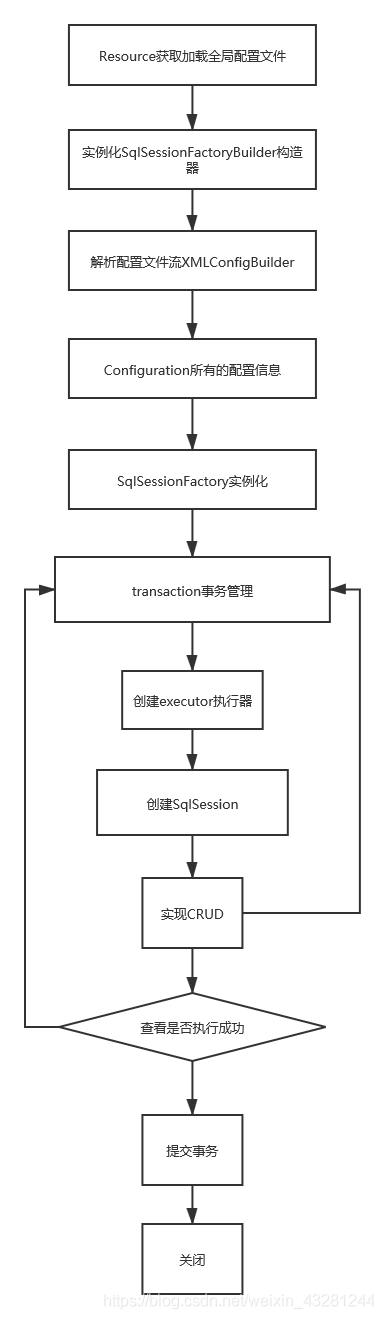 Resource获取加载全局配置文件
实例化SqlSessionFactoryBuilder构造
器
解析配置文件流XMLConfigBuilder
Configuration所有的配置信息
SqlSessionFactory实例化
transaction事务管理
创建executor执行器
创建SqlSession
实现CRUD
查看是否执行成功
提交事务
关闭
https://blog.csdn.net/weixin_43281244